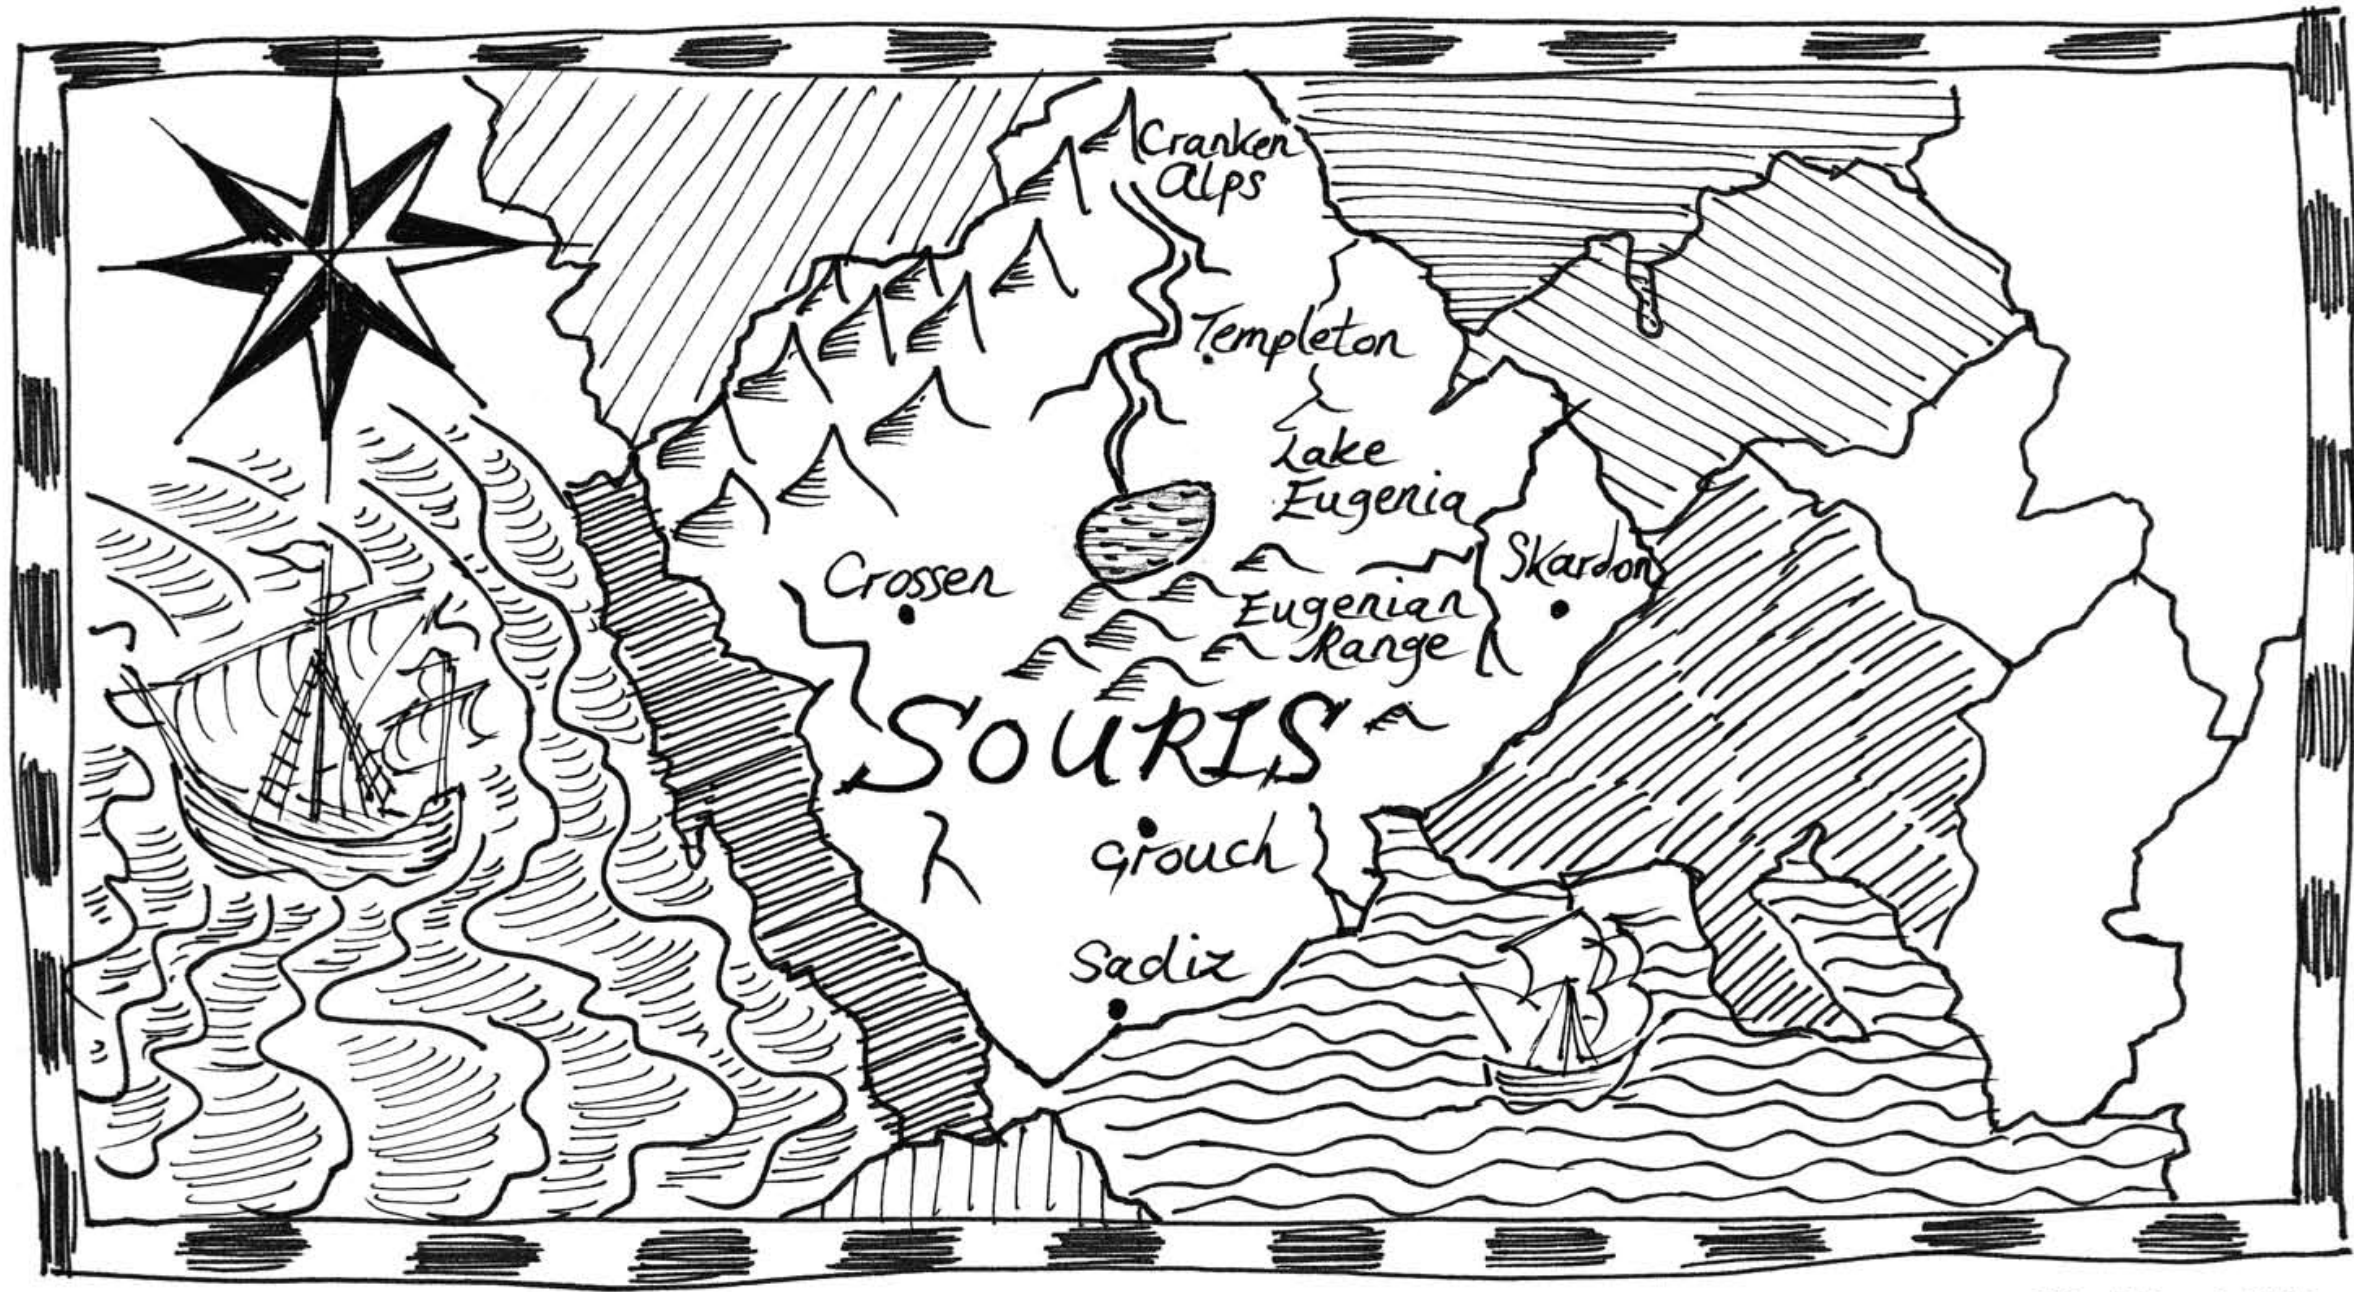 Cranken
Alps
Templeton
Lake
Eugenia
Skardon
Crossen
Eugenian
Range
SOURIS
Grouch
Sadiz